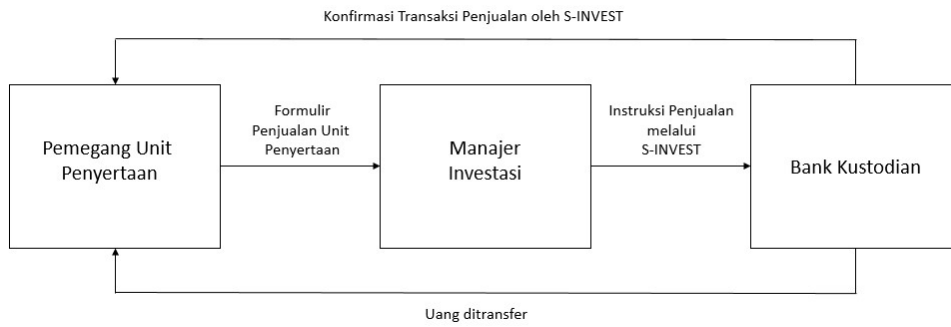 Konfirmasi Transaksi Penjualan oleh S-INVEST
Pemegang Unit
Penyertaan
Formulir
Penjualan Unit
Penyertaan
Manajer
Investasi
Instruksi Penjualan
melalui
S-INVEST
Bank Kustodian
Uang ditransfer